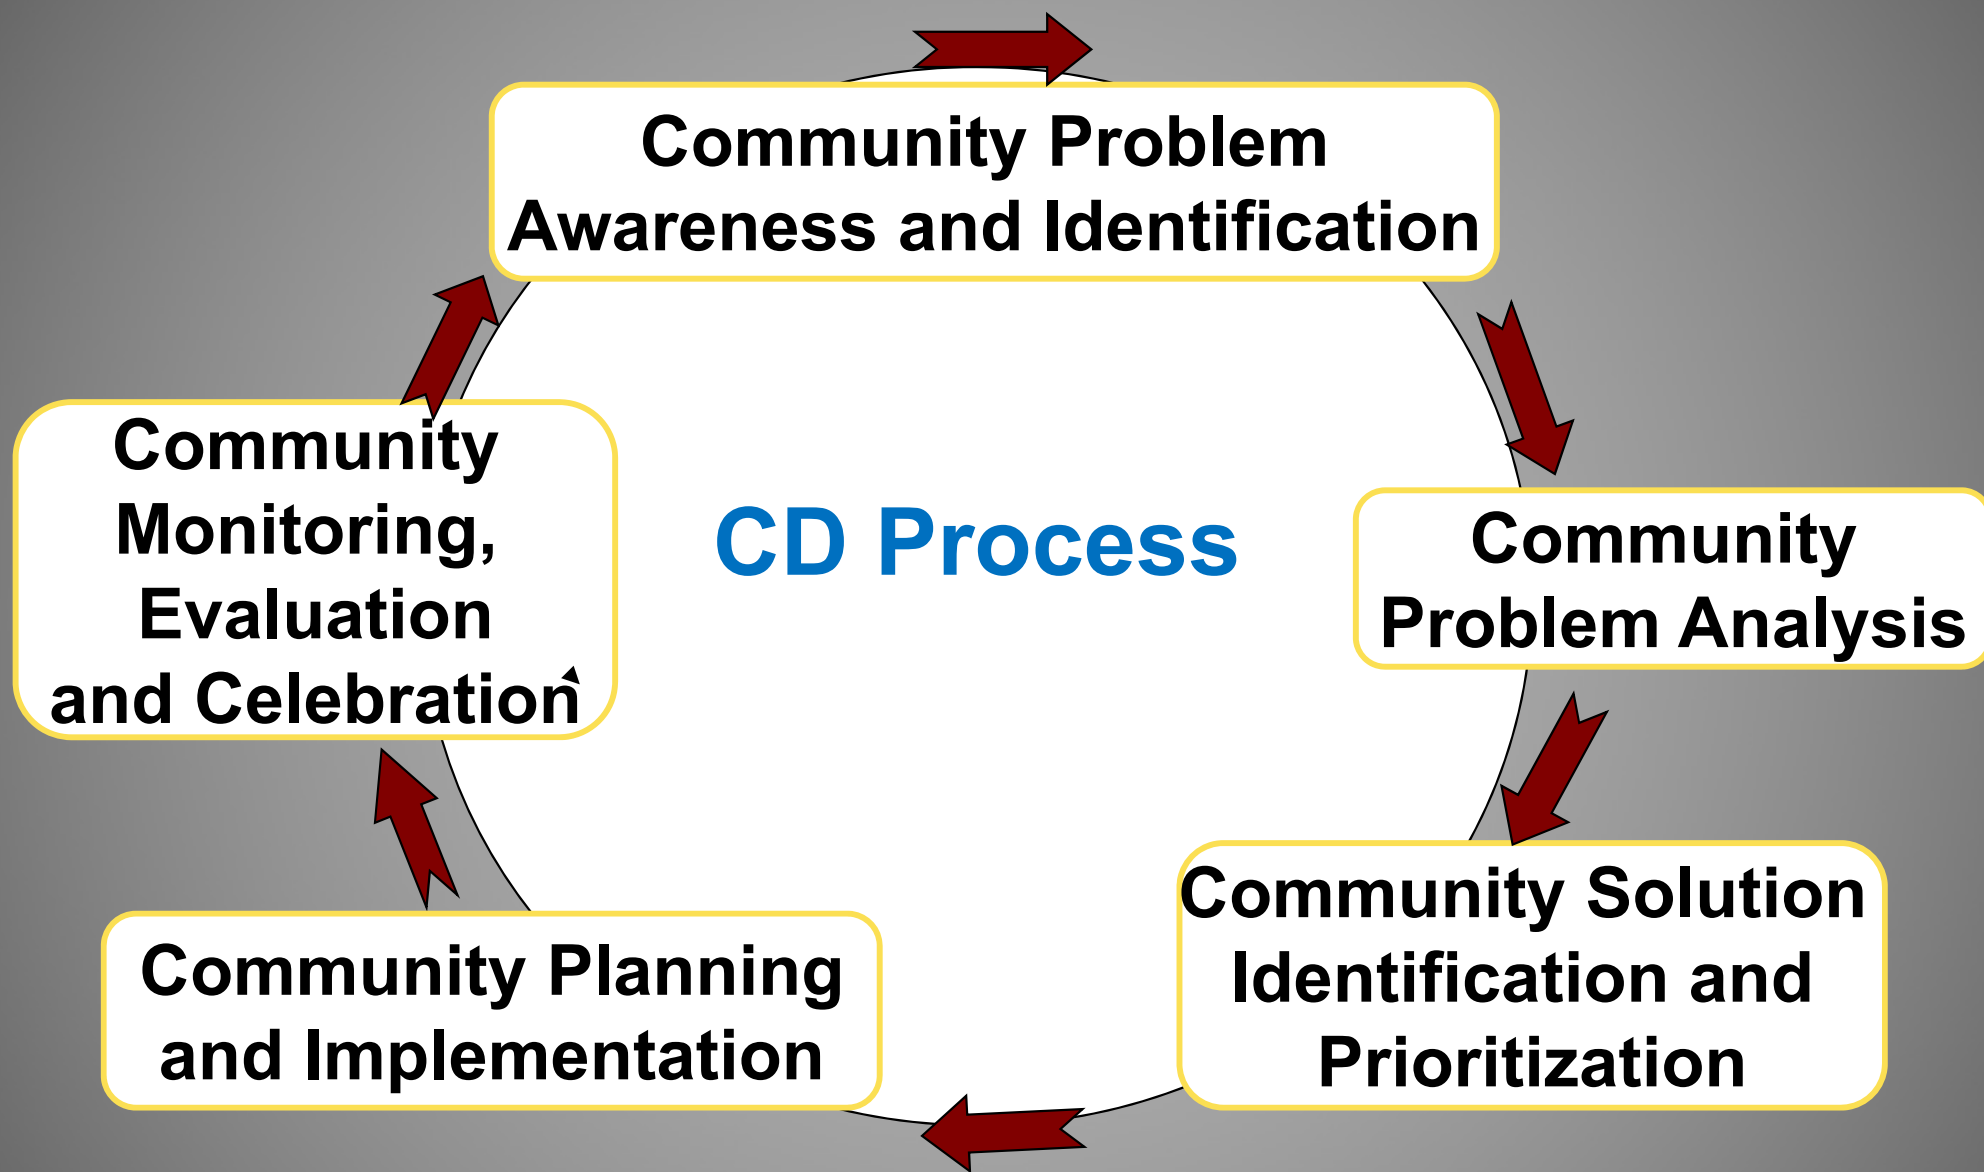 Community Problem
Awareness and Identification
Community
Monitoring,
Evaluation
and Celebration
CD Process
Community
Problem Analysis
Community Solution
Identification and
Prioritization
Community Planning
and Implementation